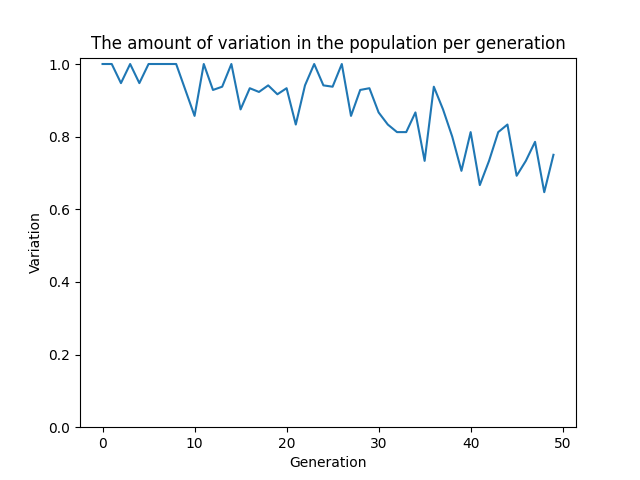 The amount of variation in the population per generation
1.0
0.8
0.6
0.4
0.2
0.0
Variation
0 10 20 30 40 50
Generation